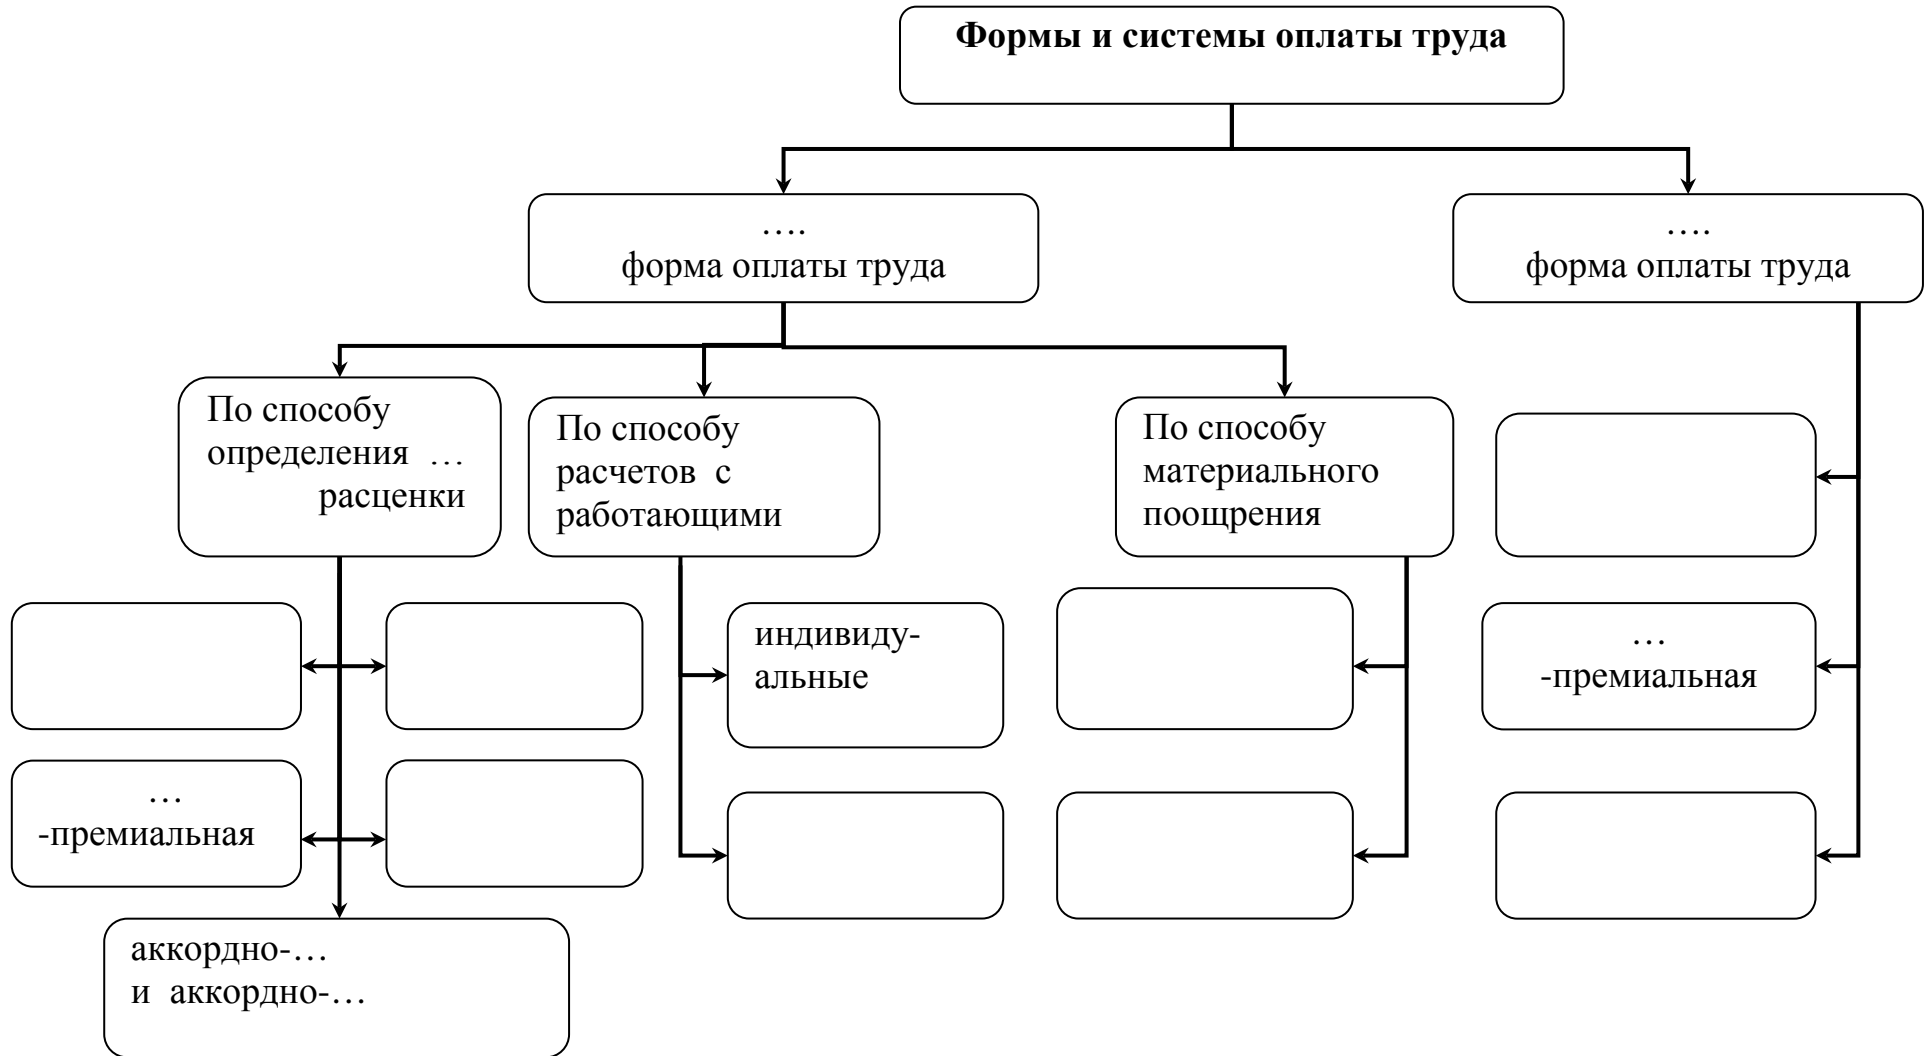 Формы и системы оплаты труда
….
форма оплаты труда
….
форма оплаты труда
По способу
определения …
расценки
По способу
расчетов с
работающими
По способу
материального
поощрения
индивиду-
альные
…
-премиальная
…
-премиальная
аккордно-…
и аккордно-…